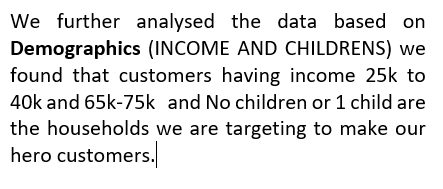 We further analysed the data based on
Demographics (INCOME AND CHILDRENS) we
found that customers having income 25k to
40k and 65k-75k  and No children or 1 child are
the households we are targeting to make our
hero customers.